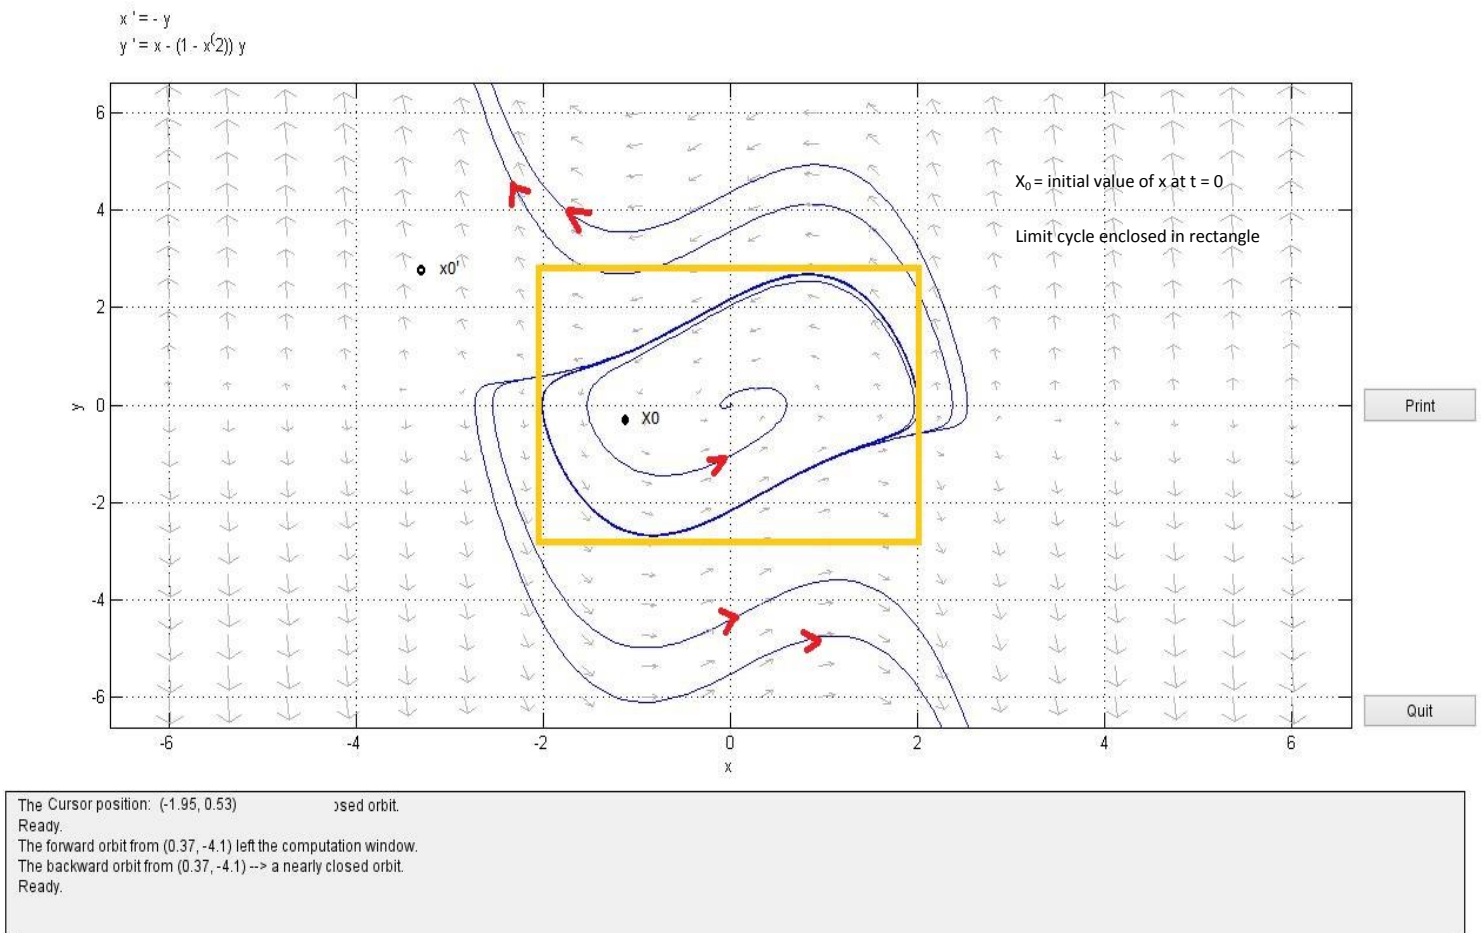 x ' = - y
y ' = x - (1 - x^(2)) y
6
4
2
0
-2
-4
-6
y
-6
-4
-2
0
2
4
6
x
X₀ = initial value of x at t = 0
Limit cycle enclosed in rectangle
x0'
X0
Print
Quit
The Cursor position: (-1.95, 0.53) osed orbit.
Ready.
The forward orbit from (0.37, -4.1) left the computation window.
The backward orbit from (0.37, -4.1) --> a nearly closed orbit.
Ready.